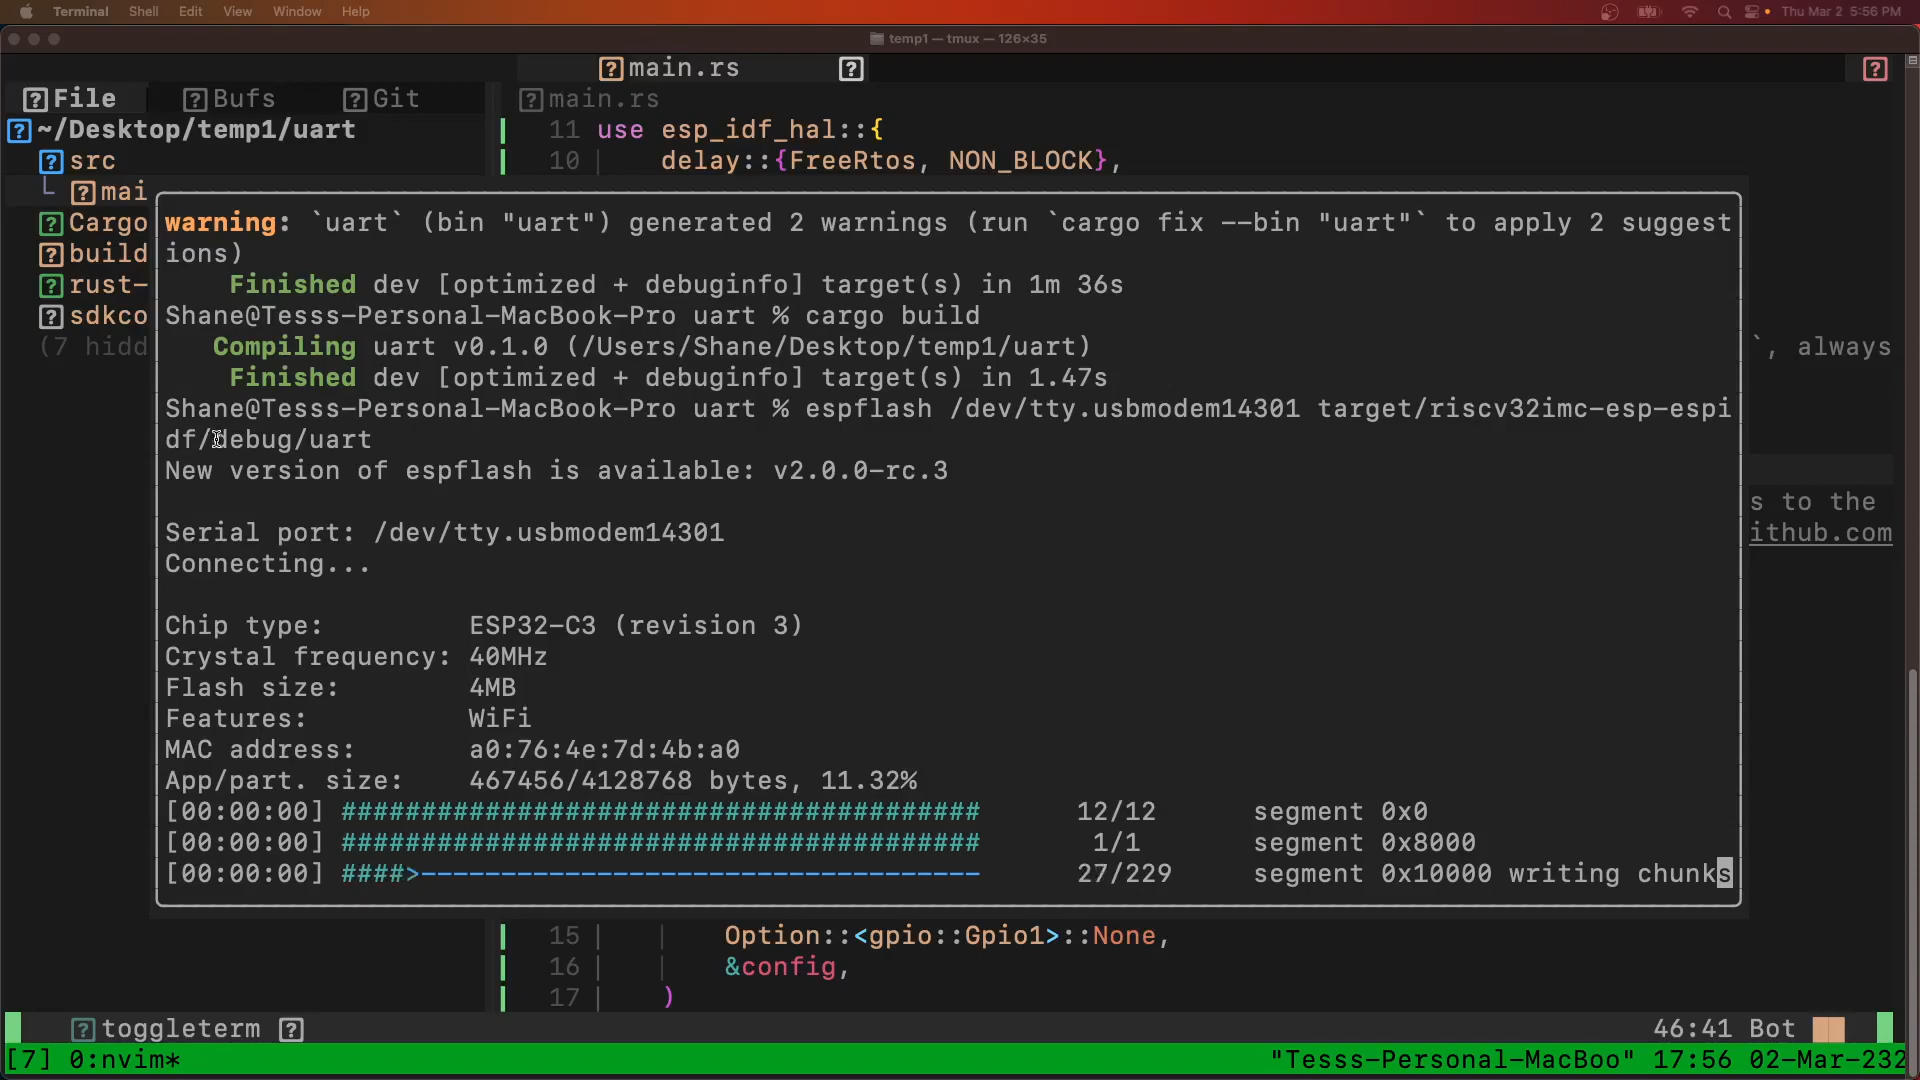 Terminal Shell Edit View Window Help Thu Mar 2 5:56 PM
temp1 — tmux — 126×35
main.rs
File Bufs Git main.rs
~/Desktop/temp1/uart 11 use esp_idf_hal::{
src 10 delay::{FreeRtos, NON_BLOCK},
mai
Cargo
build
rust-
sdkco
(7 hidd
warning: `uart` (bin "uart") generated 2 warnings (run `cargo fix --bin "uart"` to apply 2 suggest
ions)
Finished dev [optimized + debuginfo] target(s) in 1m 36s
Shane@Tesss-Personal-MacBook-Pro uart % cargo build
Compiling uart v0.1.0 (/Users/Shane/Desktop/temp1/uart)
Finished dev [optimized + debuginfo] target(s) in 1.47s
Shane@Tesss-Personal-MacBook-Pro uart % espflash /dev/tty.usbmodem14301 target/riscv32imc-esp-espi
df/debug/uart
New version of espflash is available: v2.0.0-rc.3
Serial port: /dev/tty.usbmodem14301
Connecting...
Chip type: ESP32-C3 (revision 3)
Crystal frequency: 40MHz
Flash size: 4MB
Features: WiFi
MAC address: a0:76:4e:7d:4b:a0
App/part. size: 467456/4128768 bytes, 11.32%
[00:00:00] ######################################## 12/12 segment 0x0
[00:00:00] ######################################## 1/1 segment 0x8000
[00:00:00] ####>----------------------------------- 27/229 segment 0x10000 writing chunks
`, always
s to the
ithub.com
15 Option::<gpio::Gpio1>::None,
16 &config,
17 )
toggleterm 46:41 Bot
[7] 0:nvim* "Tesss-Personal-MacBoo" 17:56 02-Mar-232